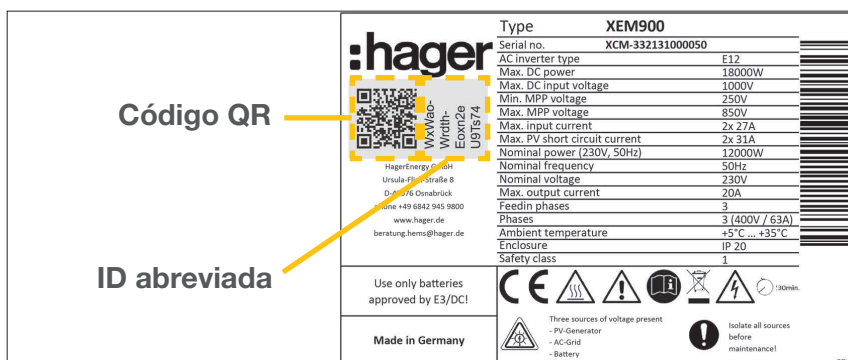 Código QR
ID abreviada
:hager
WxWao-
Wrdth-
Eoxn2e
U9Ts74
HagerEnergy GmbH
Ursula-Flick-Straße 8
D-49076 Osnabrück
phone +49 6842 945 9800
www.hager.de
beratung.hems@hager.de
Type XEM900
Serial no. XCM-332131000050
AC inverter type E12
Max. DC power 18000W
Max. DC input voltage 1000V
Min. MPP voltage 250V
Max. MPP voltage 850V
Max. input current 2x 27A
Max. PV short circuit current 2x 31A
Nominal power (230V, 50Hz) 12000W
Nominal frequency 50Hz
Nominal voltage 230V
Max. output current 20A
Feedin phases 3
Phases 3 (400V / 63A)
Ambient temperature +5°C ... +35°C
Enclosure IP 20
Safety class 1
Use only batteries
approved by E3/DC!
CE
30min.
Made in Germany
Three sources of voltage present
- PV-Generator
- AC-Grid
- Battery
Isolate all sources
before
maintenance!